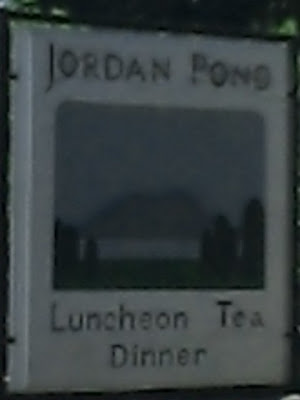 JORDAN POND
Luncheon Tea
Dinner